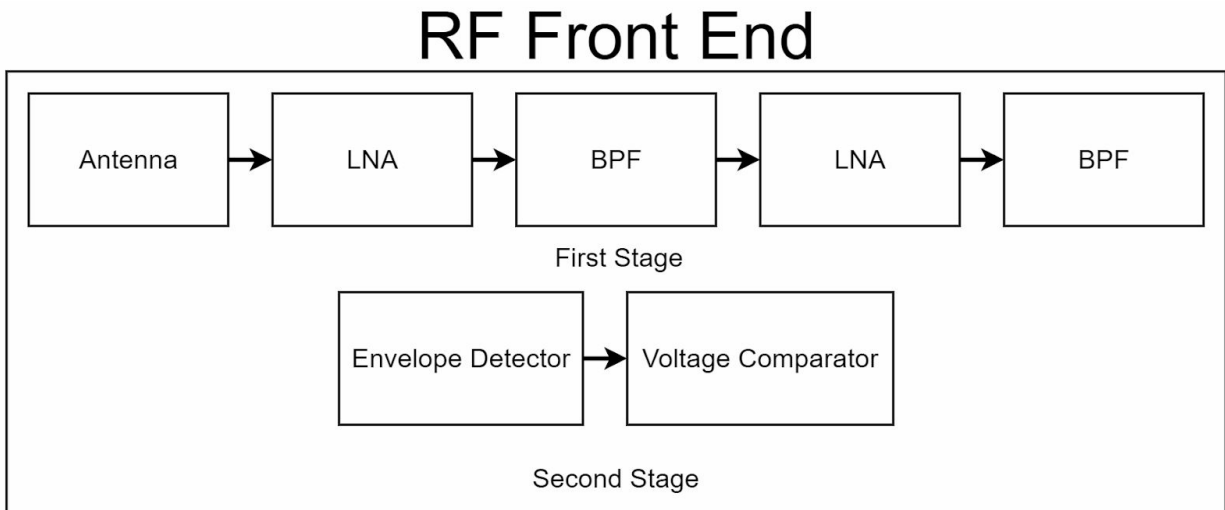 RF Front End
Antenna
LNA
BPF
LNA
BPF
First Stage
Envelope Detector
Voltage Comparator
Second Stage